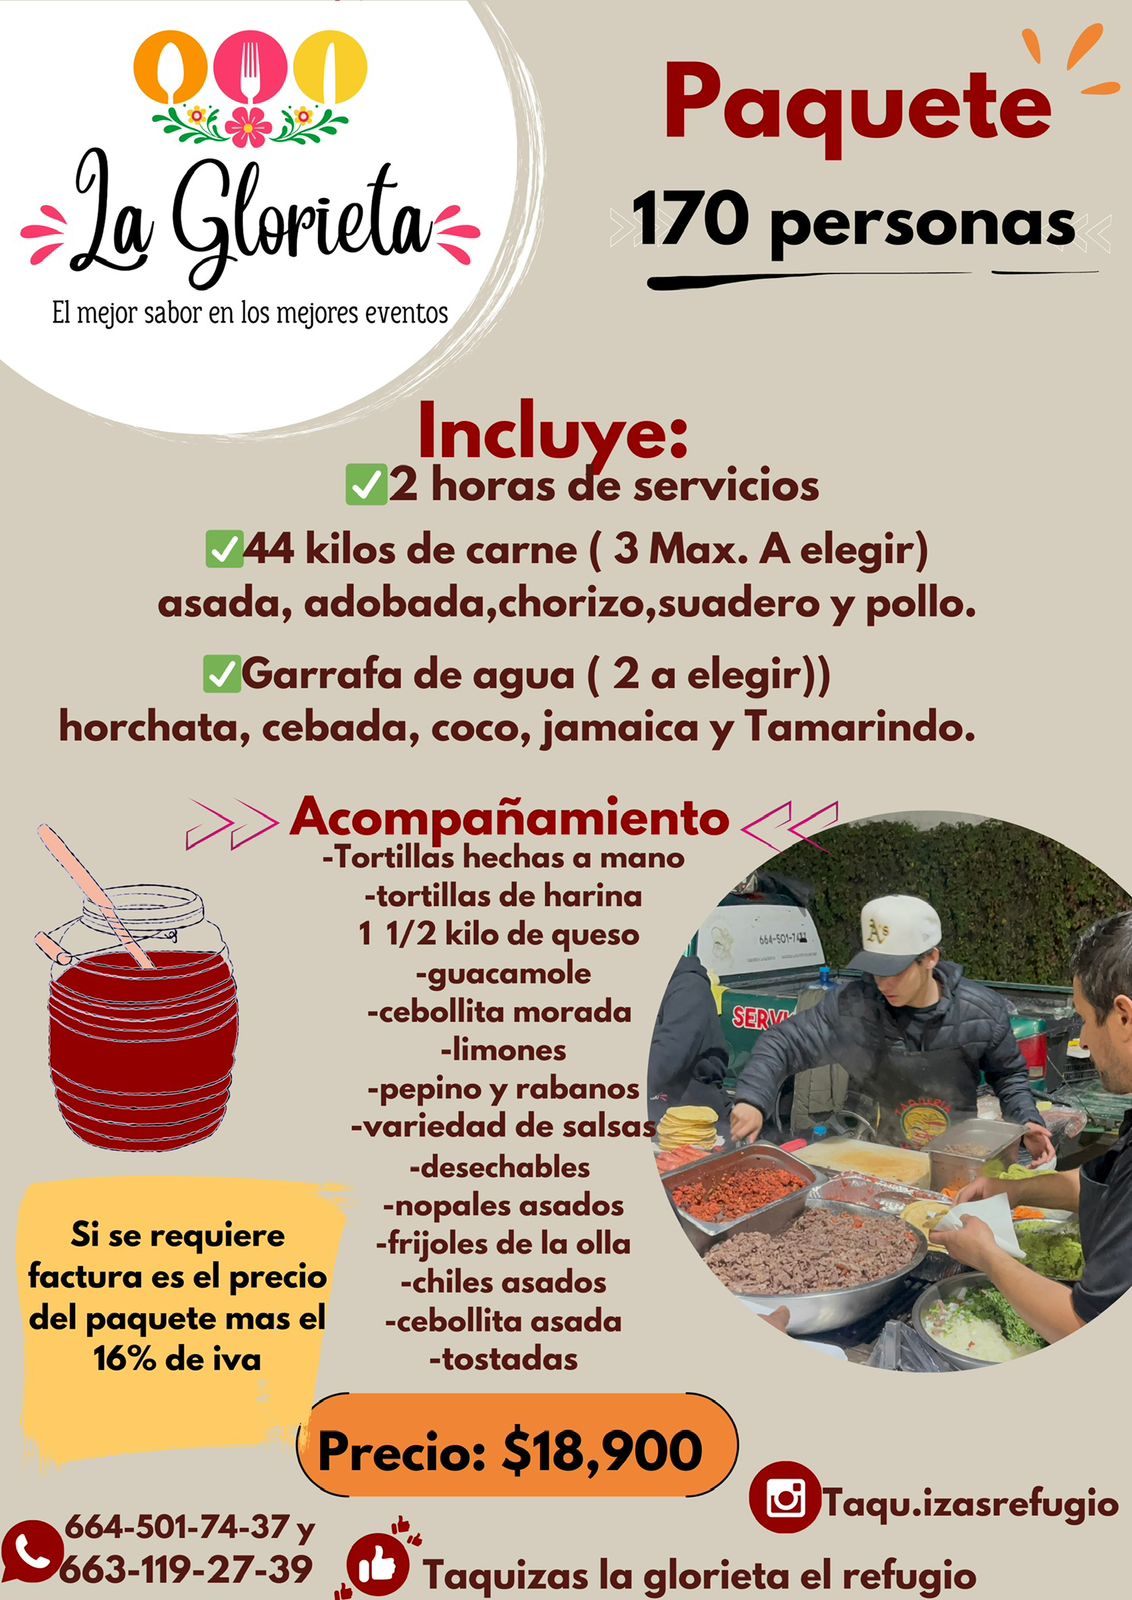 La Glorieta
El mejor sabor en los mejores eventos
Paquete
170 personas
Incluye:
✅2 horas de servicios
✅44 kilos de carne ( 3 Max. A elegir)
asada, adobada,chorizo,suadero y pollo.
✅Garrafa de agua ( 2 a elegir))
horchata, cebada, coco, jamaica y Tamarindo.
Acompañamiento
-Tortillas hechas a mano
-tortillas de harina
1 1/2 kilo de queso
-guacamole
-cebollita morada
-limones
-pepino y rabanos
-variedad de salsas
-desechables
-nopales asados
-frijoles de la olla
-chiles asados
-cebollita asada
-tostadas
664-501-7437
A's
Si se requiere
factura es el precio
del paquete mas el
16% de iva
Precio: $18,900
664-501-74-37 y
663-119-27-39
Taqu.izasrefugio
Taquizas la glorieta el refugio